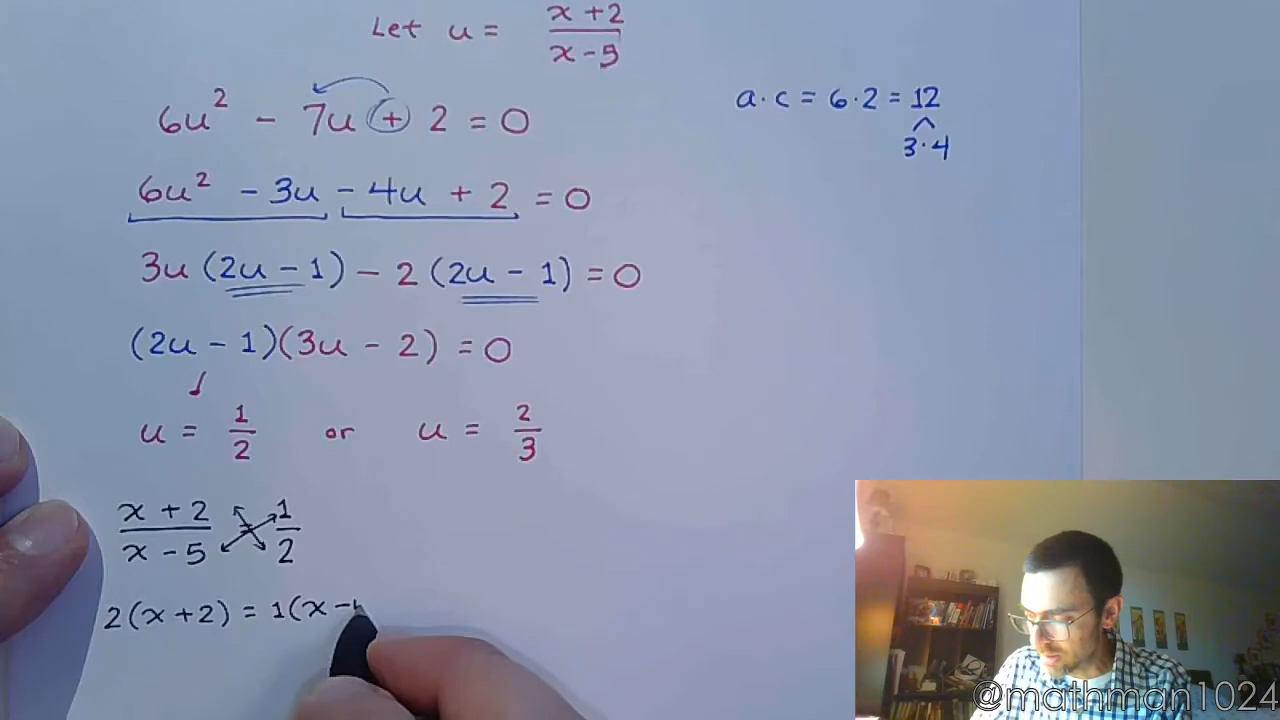 Let u = (x + 2)/(x - 5)
6u² - 7u + 2 = 0
a · c = 6 · 2 = 12
3 · 4
6u² - 3u - 4u + 2 = 0
3u (2u - 1) - 2 (2u - 1) = 0
(2u - 1)(3u - 2) = 0
u = 1/2 or u = 2/3
(x + 2)/(x - 5) 1/2
2(x + 2) = 1(x -
@mathman1024